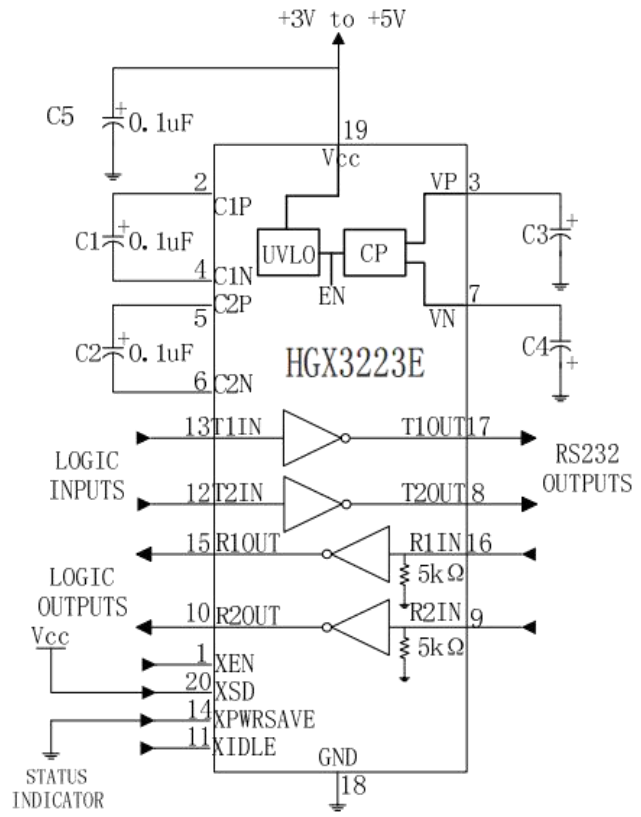 +3V to +5V
C5
+
0.1uF
19
Vcc
2
C1P
VP
3
C1
+
0.1uF
UVLO
CP
C3
+
4
C1N
EN
C2P
5
7
VN
C2
+
0.1uF
HGX3223E
C4
+
6
C2N
13
T1IN
T1OUT
17
LOGIC
INPUTS
RS232
OUTPUTS
12
T2IN
T2OUT
8
15
R1OUT
R1IN
16
5kΩ
LOGIC
OUTPUTS
10
R2OUT
R2IN
9
5kΩ
Vcc
1
XEN
20
XSD
14
XPWRSAVE
11
XIDLE
GND
18
STATUS
INDICATOR